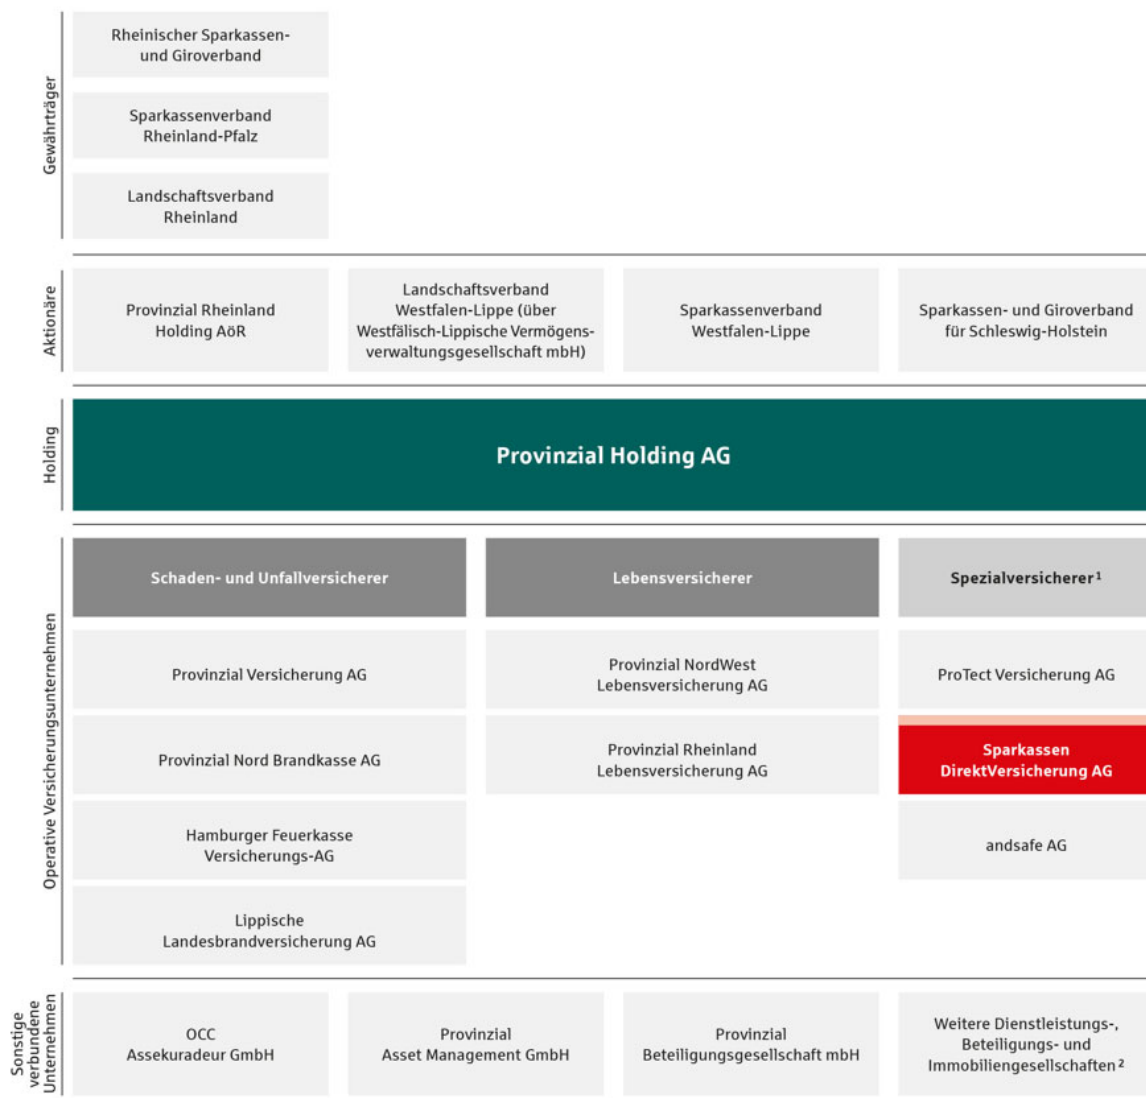 Gewährträger
Rheinischer Sparkassen-
und Giroverband
Sparkassenverband
Rheinland-Pfalz
Landschaftsverband
Rheinland
Aktionäre
Provinzial Rheinland
Holding AöR
Landschaftsverband
Westfalen-Lippe (über
Westfälisch-Lippische Vermögens-
verwaltungsgesellschaft mbH)
Sparkassenverband
Westfalen-Lippe
Sparkassen- und Giroverband
für Schleswig-Holstein
Holding
Provinzial Holding AG
Operative Versicherungsunternehmen
Schaden- und Unfallversicherer
Provinzial Versicherung AG
Provinzial Nord Brandkasse AG
Hamburger Feuerkasse
Versicherungs-AG
Lippische
Landesbrandversicherung AG
Lebensversicherer
Provinzial NordWest
Lebensversicherung AG
Provinzial Rheinland
Lebensversicherung AG
Spezialversicherer¹
ProTect Versicherung AG
Sparkassen
DirektVersicherung AG
andsafe AG
Sonstige
verbundene
Unternehmen
OCC
Assekuradeur GmbH
Provinzial
Asset Management GmbH
Provinzial
Beteiligungsgesellschaft mbH
Weitere Dienstleistungs-,
Beteiligungs- und
Immobiliengesellschaften²